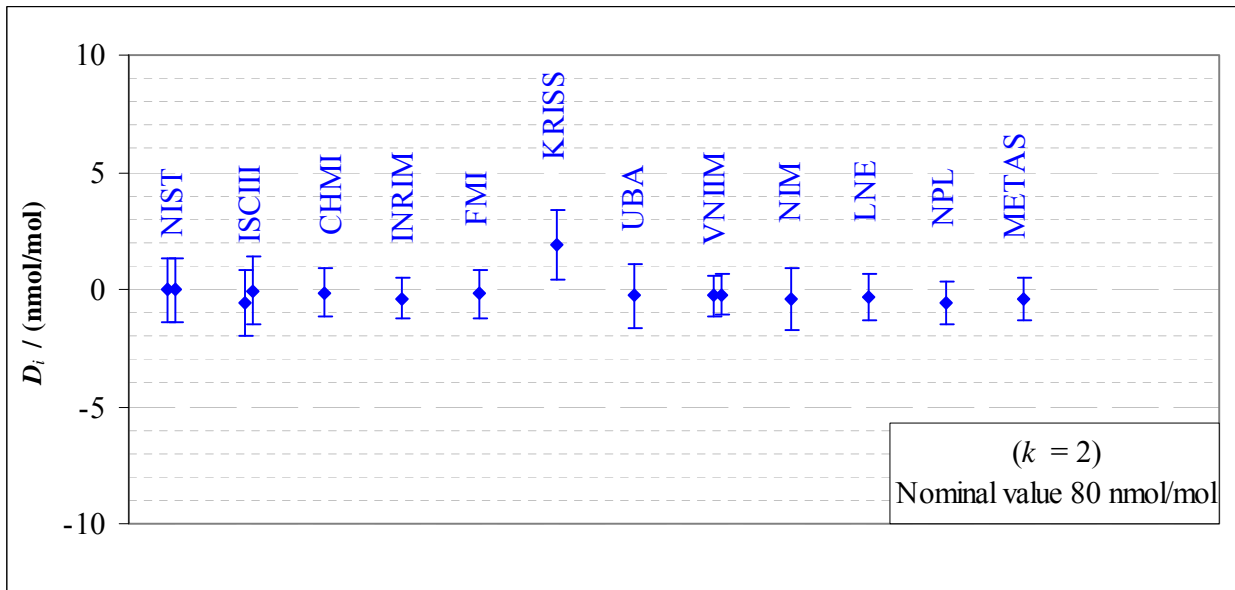 10
5
0
-5
-10
D_i / (nmol/mol)
NIST
ISCIII
CHMI
INRIM
FMI
KRISS
UBA
VNIIM
NIM
LNE
NPL
METAS
(k = 2)
Nominal value 80 nmol/mol